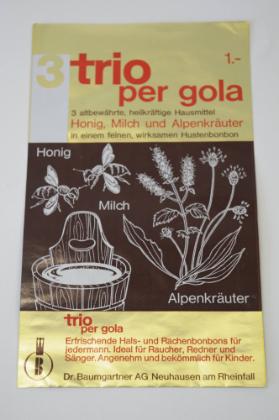 3 trio
1.-
per gola
3 altbewährte, heilkräftige Hausmittel
Honig, Milch und Alpenkräuter
in einem feinen, wirksamen Hustenbonbon
Honig
Milch
Alpenkräuter
trio
per gola
Erfrischende Hals- und Rachenbonbons für
jedermann. Ideal für Raucher, Redner und
Sänger. Angenehm und bekömmlich für Kinder.
B
Dr. Baumgartner AG Neuhausen am Rheinfall